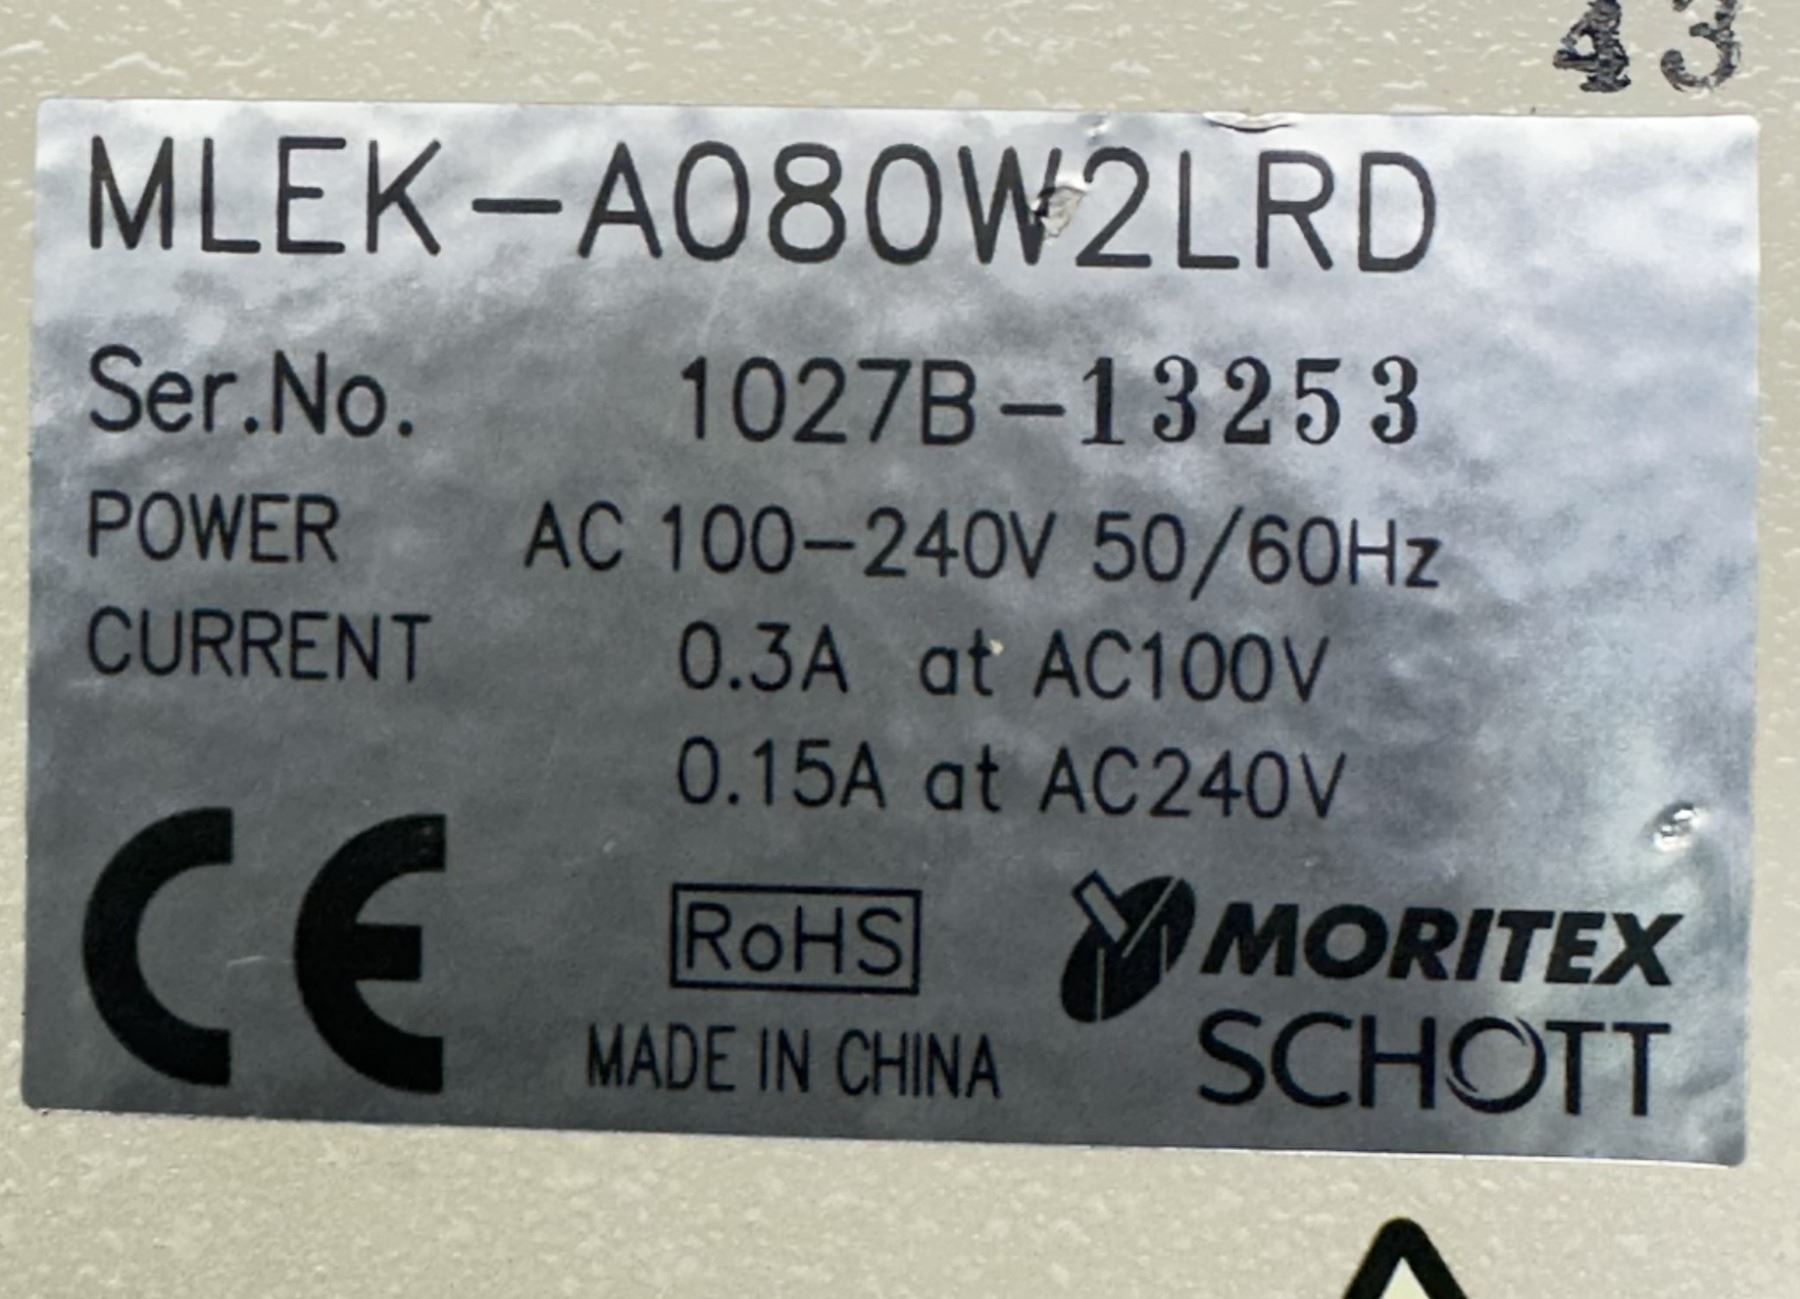 43
MLEK-A080W2LRD
Ser.No. 1027B-13253
POWER AC 100-240V 50/60Hz
CURRENT 0.3A at AC100V
0.15A at AC240V
CE
RoHS
MADE IN CHINA
MORITEX
SCHOTT